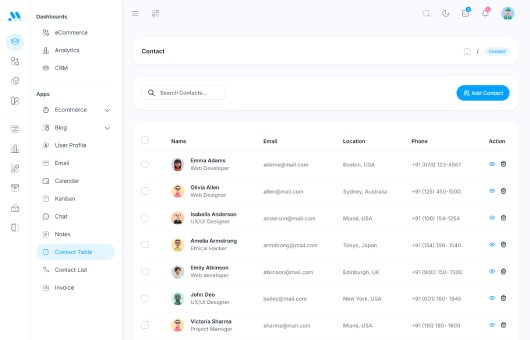 Dashboards
eCommerce
Analytics
CRM
Apps
Ecommerce
Blog
User Profile
Email
Calendar
Kanban
Chat
Notes
Contact Table
Contact List
Invoice
Contact
/ Contact
Search Contacts...
Add Contact
Name Email Location Phone Action
Emma Adams
Web Developer
adams@mail.com Boston, USA +91 (070) 123-4567
Olivia Allen
Web Designer
allen@mail.com Sydney, Australia +91 (125) 450-1500
Isabella Anderson
UX/UI Designer
anderson@mail.com Miami, USA +91 (100) 154-1254
Amelia Armstrong
Ethical Hacker
armstrong@mail.com Tokyo, Japan +91 (154) 199- 1540
Emily Atkinson
Web developer
atkinson@mail.com Edinburgh, UK +91 (900) 150- 1500
John Deo
UX/UI Designer
bailey@mail.com New York, USA +91 (001) 160- 1845
Victoria Sharma
Project Manager
sharma@mail.com Miami, USA +91 (110) 180- 1600